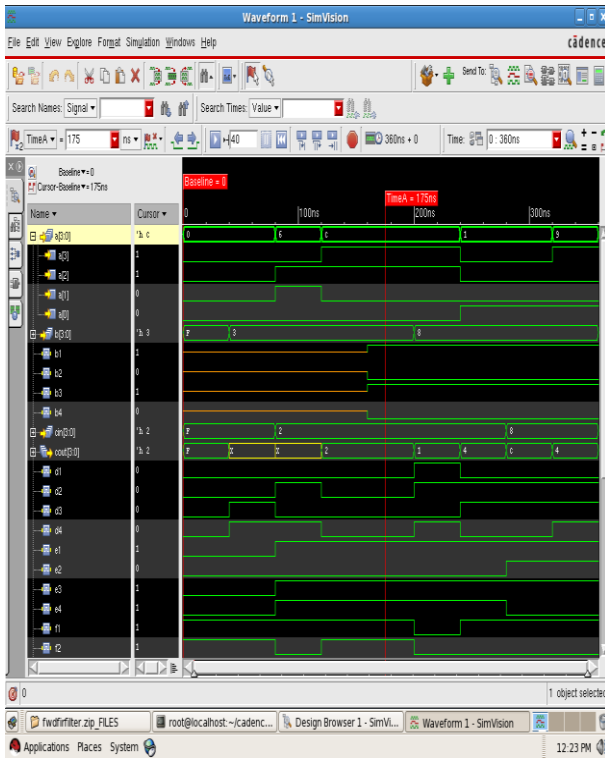 Waveform 1 - SimVision
File Edit View Explore Format Simulation Windows Help
cādence
Send To:
Search Names: Signal
Search Times: Value
TimeA = 175 ns
40
360ns + 0
Time: 0 : 360ns
Baseline = 0
Cursor-Baseline = 175ns
Baseline = 0
TimeA = 175ns
Name Cursor 0 100ns 200ns 300ns
a[3:0] 'h c 0 6 c 1 9
a[3] 1
a[2] 1
a[1] 0
a[0] 0
b[3:0] 'h 3 F 3 8
b1 1
b2 0
b3 1
b4 0
cin[3:0] 'h 2 F 2 8
cout[3:0] 'h 2 F X X 2 4 c 4
d1 0
d2 0
d3 0
d4 0
e1 1
e2 0
e3 1
e4 1
f1 1
f2 1
0
1 object selected
fwdfirfilter.zip_FILES
root@localhost:~/cadenc...
Design Browser 1 - SimVi...
Waveform 1 - SimVision
Applications Places System
12:23 PM